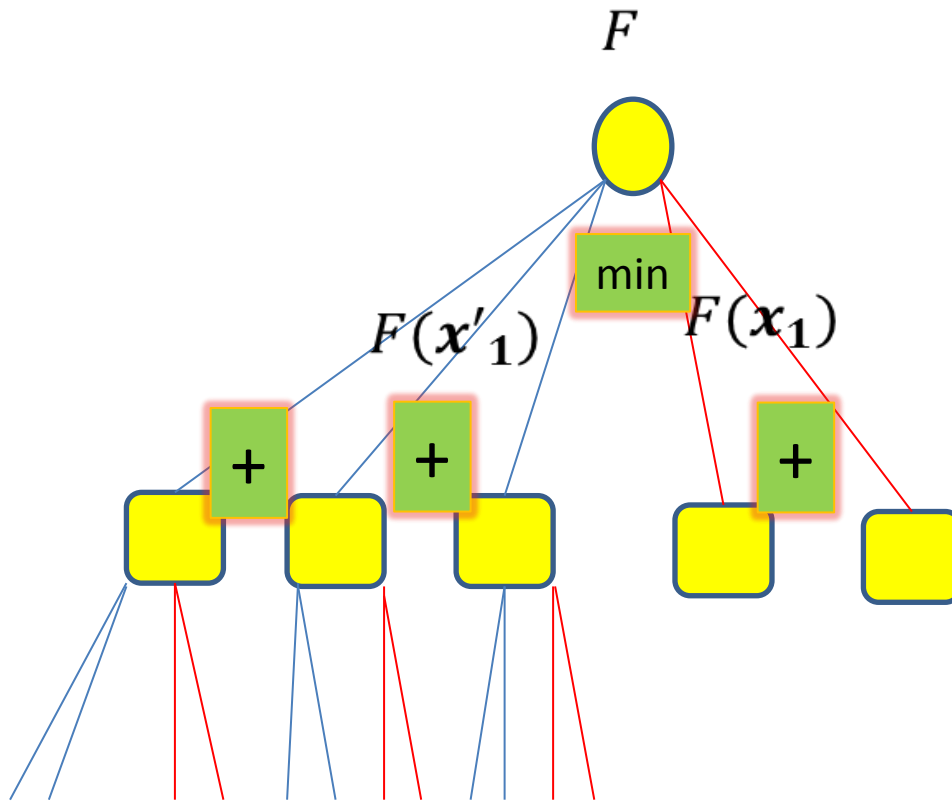 F
min
F(x'₁)
F(x₁)
+
+
+